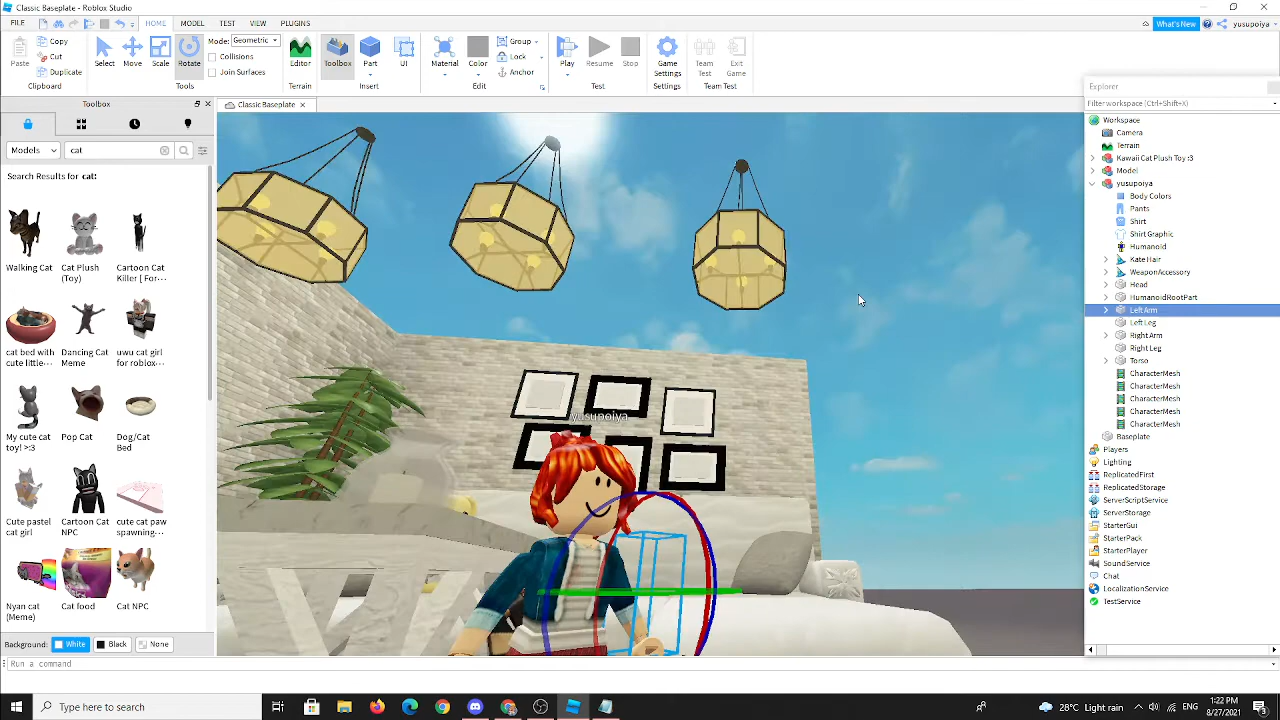 Classic Baseplate - Roblox Studio
FILE
HOME
MODEL
TEST
VIEW
PLUGINS
What's New
yusupoiya
Paste
Copy
Cut
Duplicate
Clipboard
Select
Move
Scale
Rotate
Mode: Geometric
Collisions
Join Surfaces
Tools
Editor
Terrain
Toolbox
Part
UI
Insert
Material
Color
Group
Lock
Anchor
Edit
Play
Resume
Stop
Test
Game
Settings
Settings
Team
Test
Exit
Game
Team Test
Toolbox
Classic Baseplate
Explorer
Filter workspace (Ctrl+Shift+X)
Models
cat
Search Results for cat:
Walking Cat
Cat Plush
(Toy)
Cartoon Cat
Killer [ For..
cat bed with
cute little···
Dancing Cat
Meme
uwu cat girl
for roblox···
My cute cat
toy! >:3
Pop Cat
Dog/Cat
Bed
Cute pastel
cat girl
Cartoon Cat
NPC
cute cat paw
spawning···
Nyan cat
(Meme)
Cat food
Cat NPC
Background:
White
Black
None
yusupoiya
Workspace
Camera
Terrain
Kawaii Cat Plush Toy :3
Model
yusupoiya
Body Colors
Pants
Shirt
Shirt Graphic
Humanoid
Kate Hair
WeaponAccessory
Head
HumanoidRootPart
Left Arm
Left Leg
Right Arm
Right Leg
Torso
CharacterMesh
CharacterMesh
CharacterMesh
CharacterMesh
CharacterMesh
Baseplate
Players
Lighting
ReplicatedFirst
ReplicatedStorage
ServerScriptService
ServerStorage
StarterGui
StarterPack
StarterPlayer
SoundService
Chat
LocalizationService
TestService
Run a command
Type here to search
28°C Light rain
ENG
1:22 PM
8/27/2021